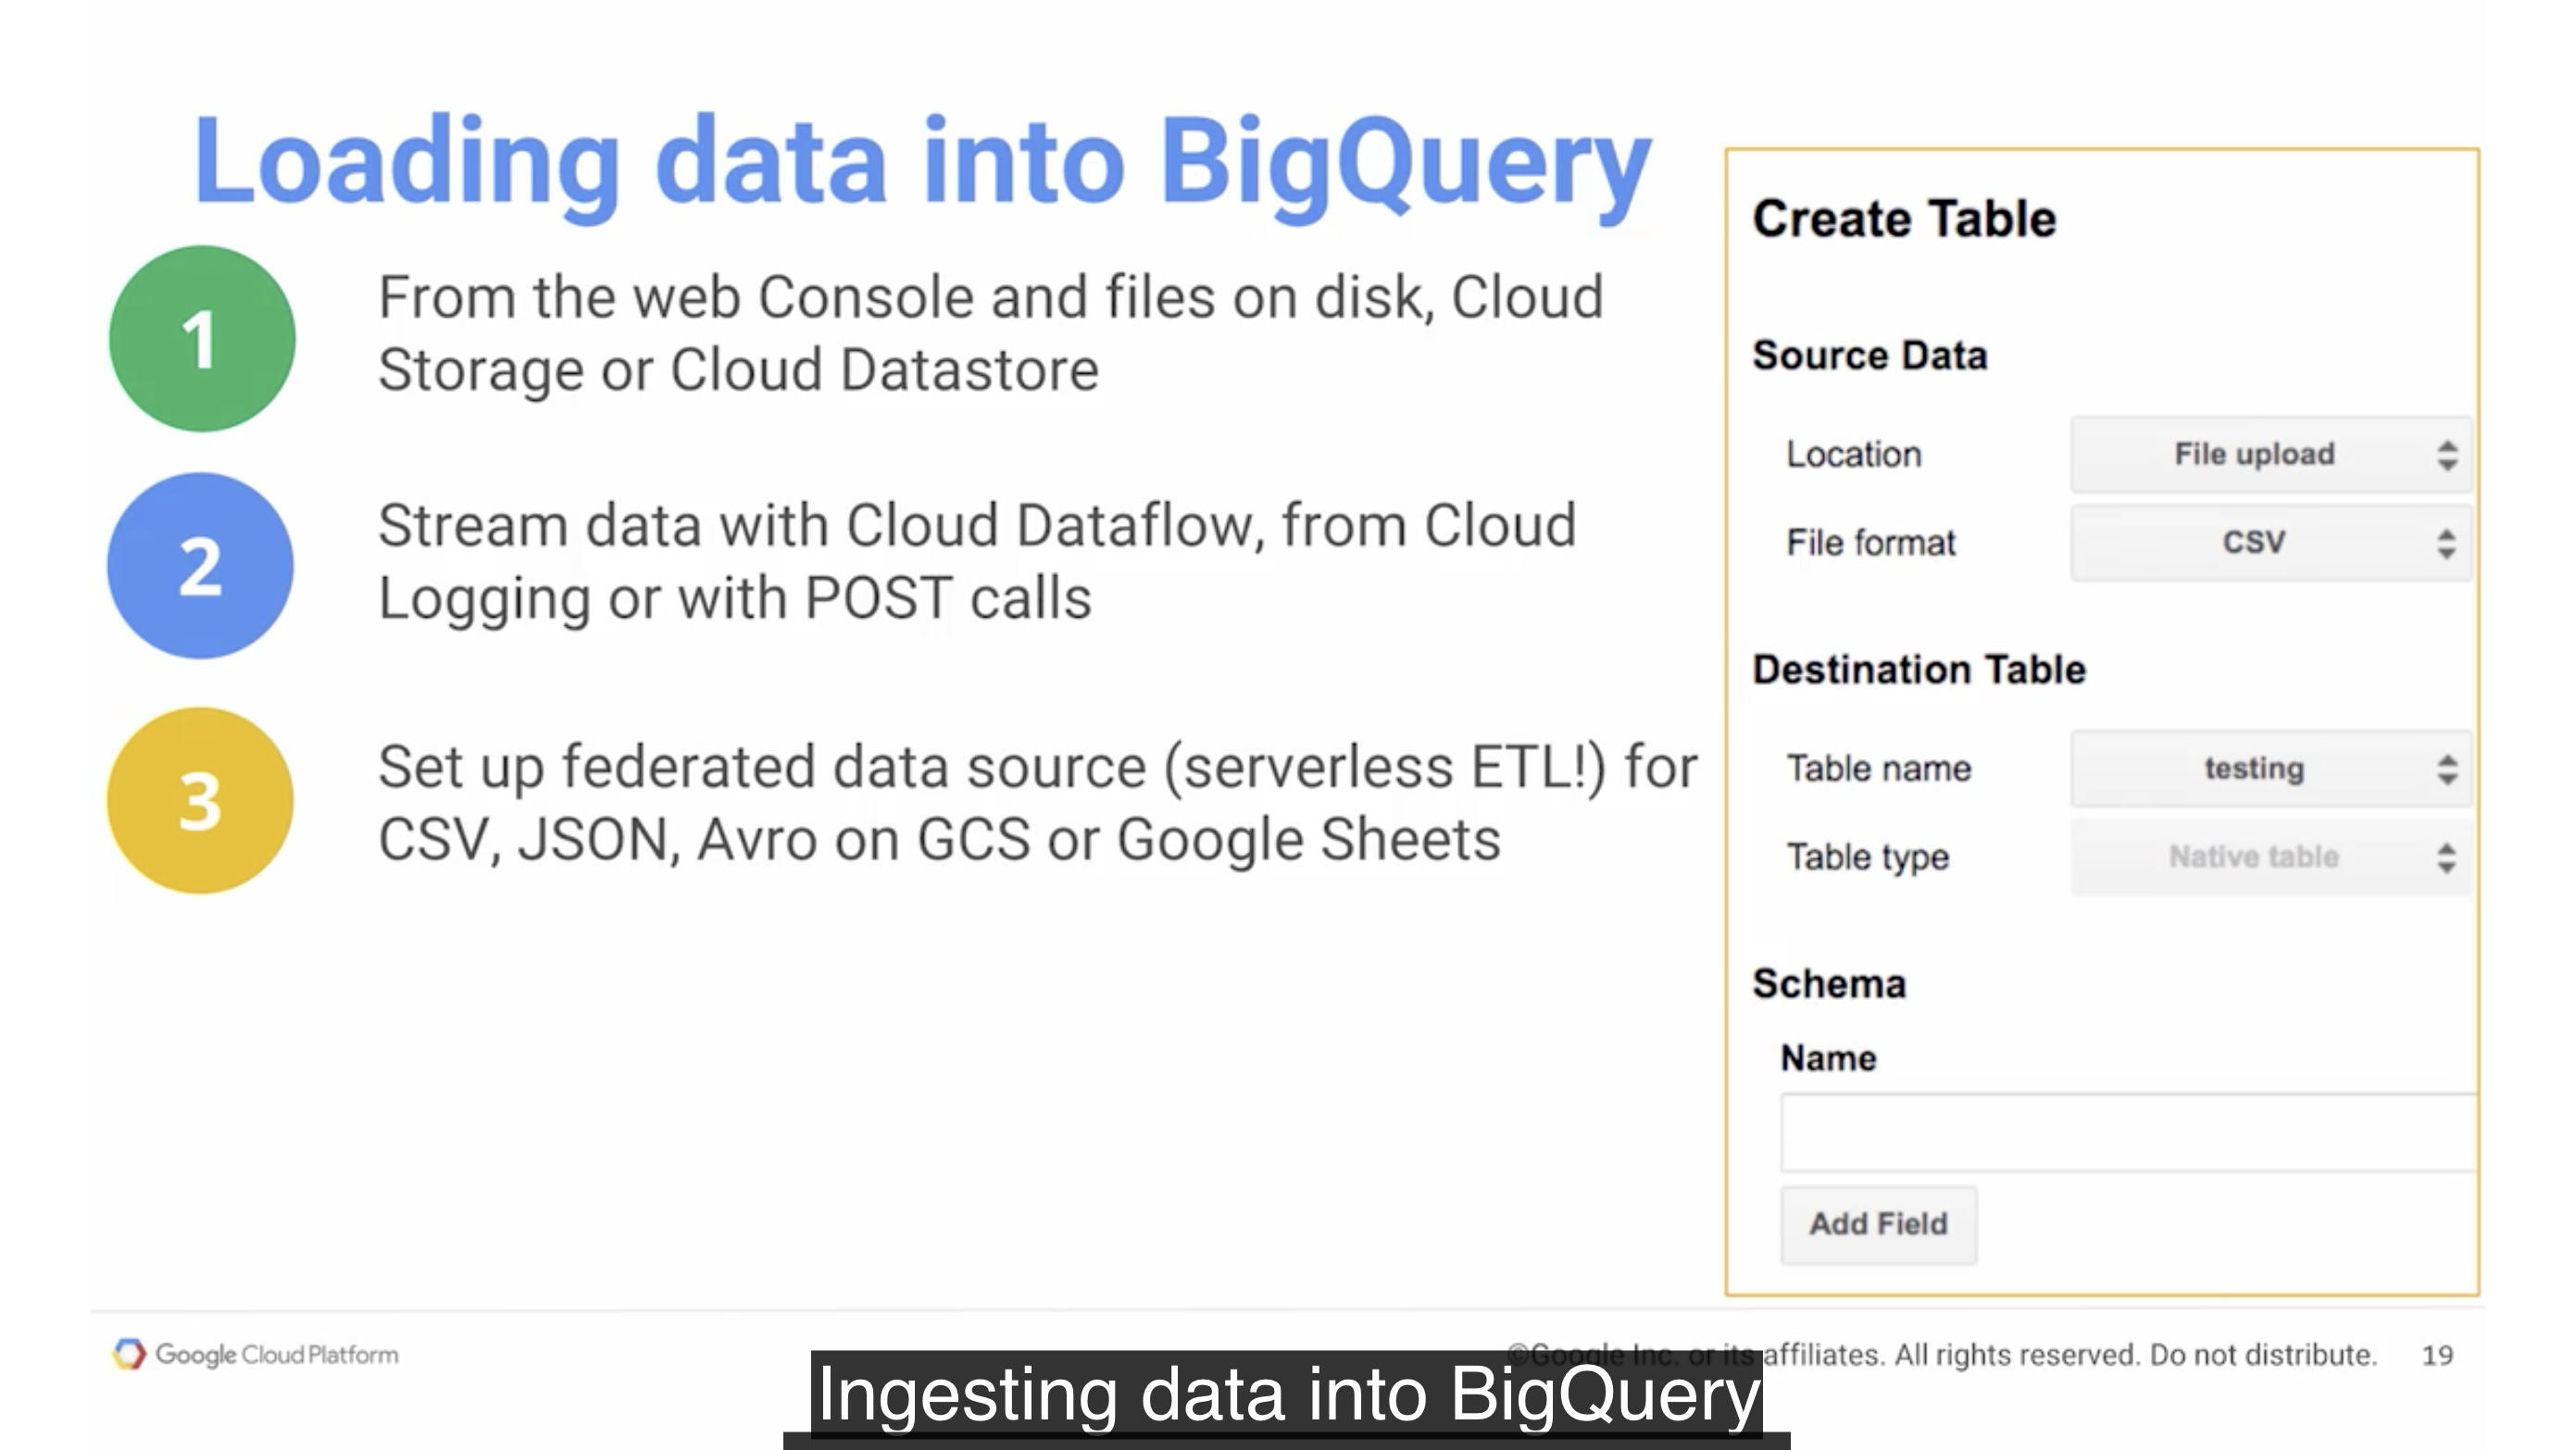 Loading data into BigQuery
1
From the web Console and files on disk, Cloud
Storage or Cloud Datastore
2
Stream data with Cloud Dataflow, from Cloud
Logging or with POST calls
3
Set up federated data source (serverless ETL!) for
CSV, JSON, Avro on GCS or Google Sheets
Create Table
Source Data
Location File upload
File format CSV
Destination Table
Table name testing
Table type Native table
Schema
Name
Add Field
Google Cloud Platform
©Google Inc. or its affiliates. All rights reserved. Do not distribute. 19
Ingesting data into BigQuery